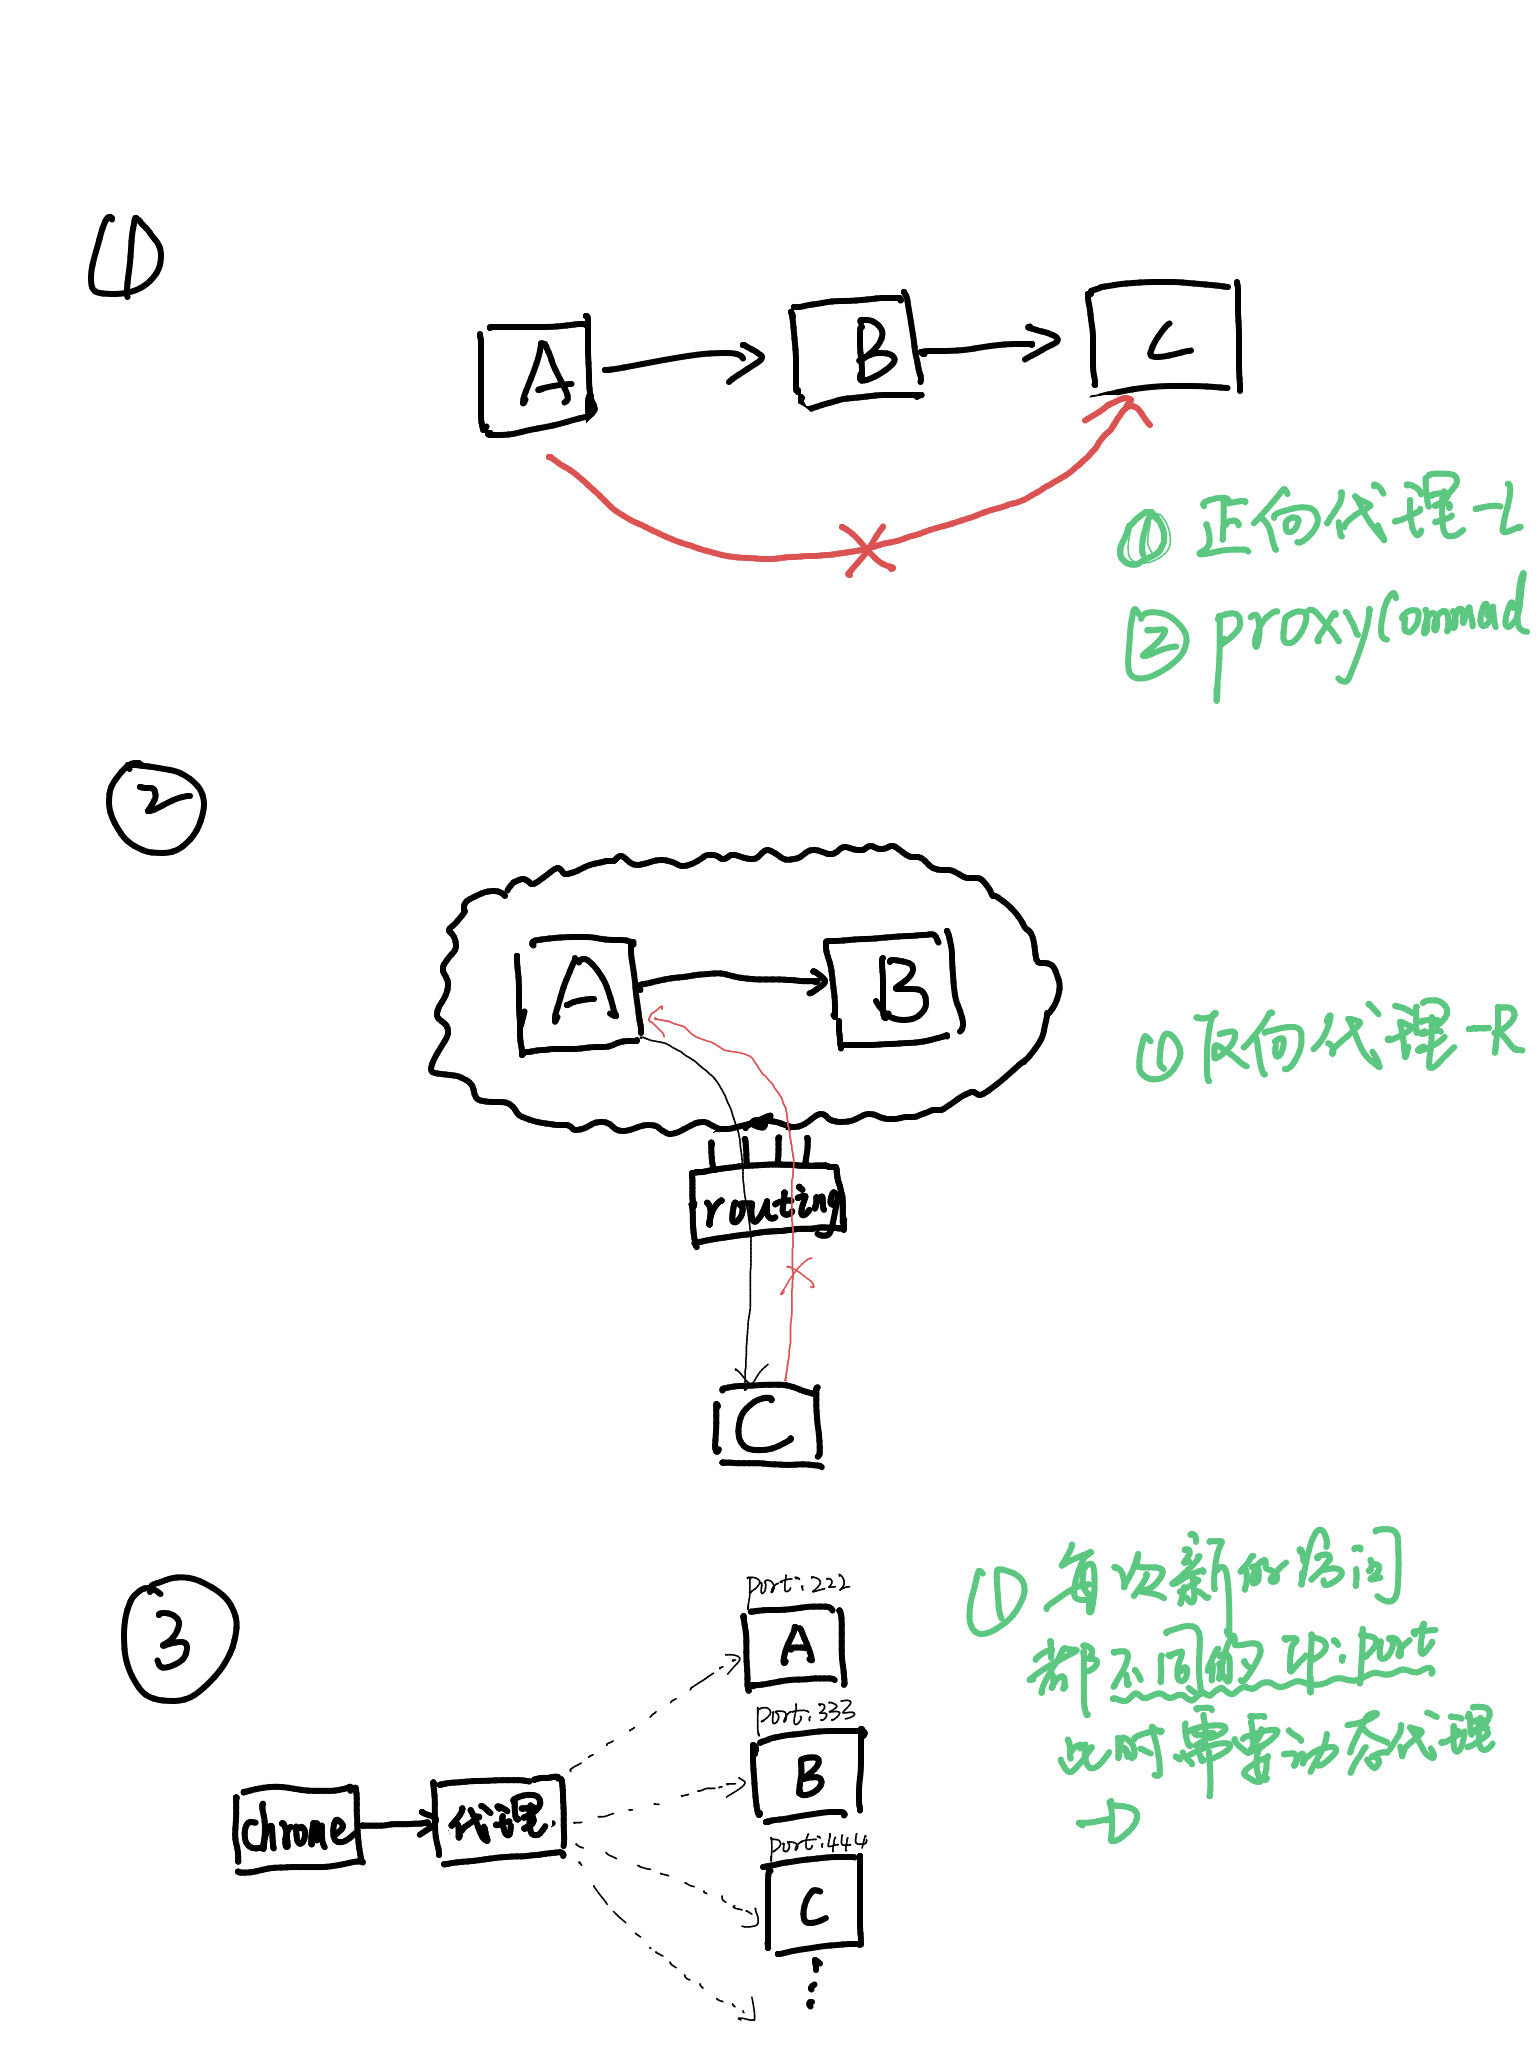 ①
A
B
C
① 正向代理 -L
② proxyCommad
②
A
B
① 反向代理 -R
routing
C
③
① 每次新的访问
都不同的 IP:port
此时需要动态代理
-D
port:222
A
port:333
B
chrome
代理
port:444
C